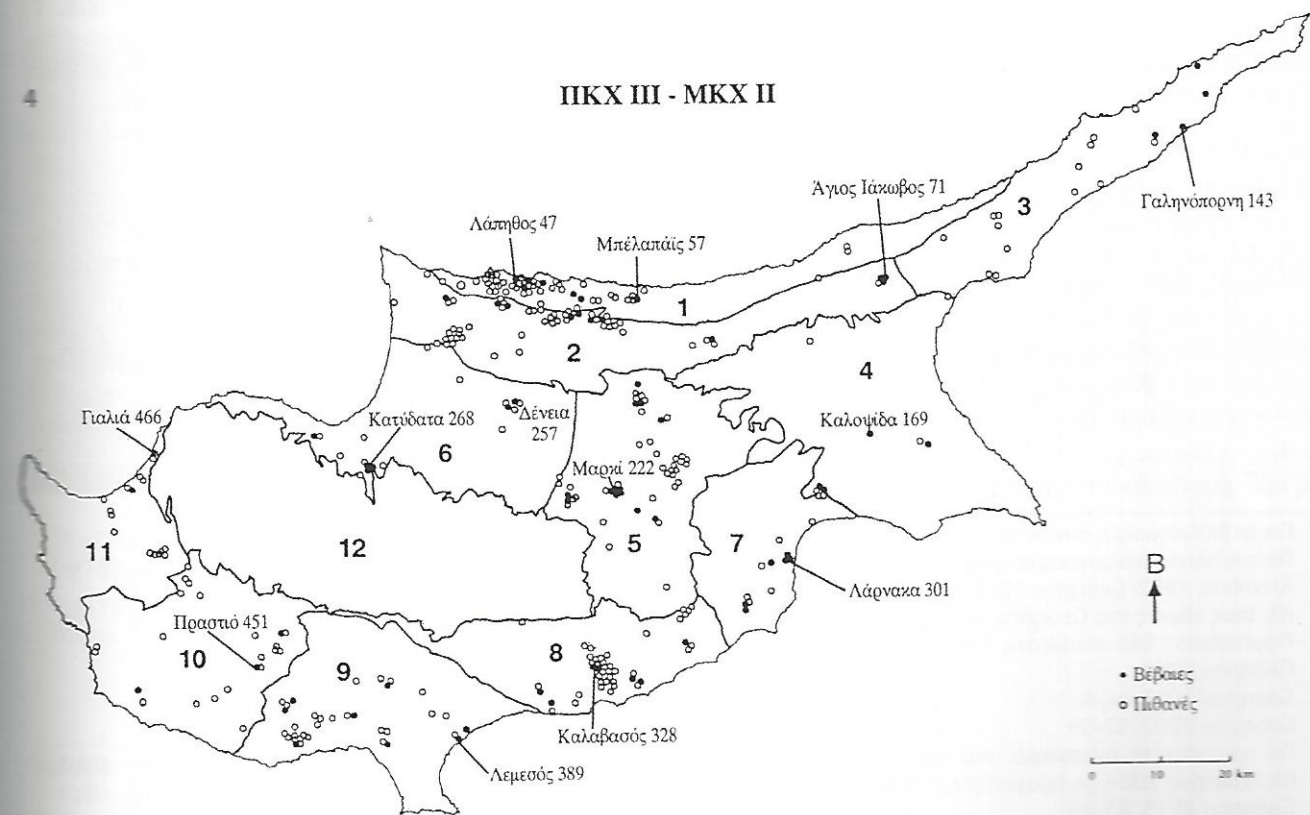 4
ΠΚΧ ΙΙΙ - ΜΚΧ ΙΙ
Άγιος Ιάκωβος 71
3
Γαληνόπορνη 143
Λάπηθος 47
Μπέλαπάϊς 57
1
2
4
Γιαλιά 466
Κατύδατα 268
Δένεια
257
Καλοψίδα 169
6
Μαρκί 222
11
12
5
7
Β
Λάρνακα 301
Πραστιό 451
10
9
8
• Βέβαιες
ο Πιθανές
Καλαβασός 328
Λεμεσός 389
0 10 20 km